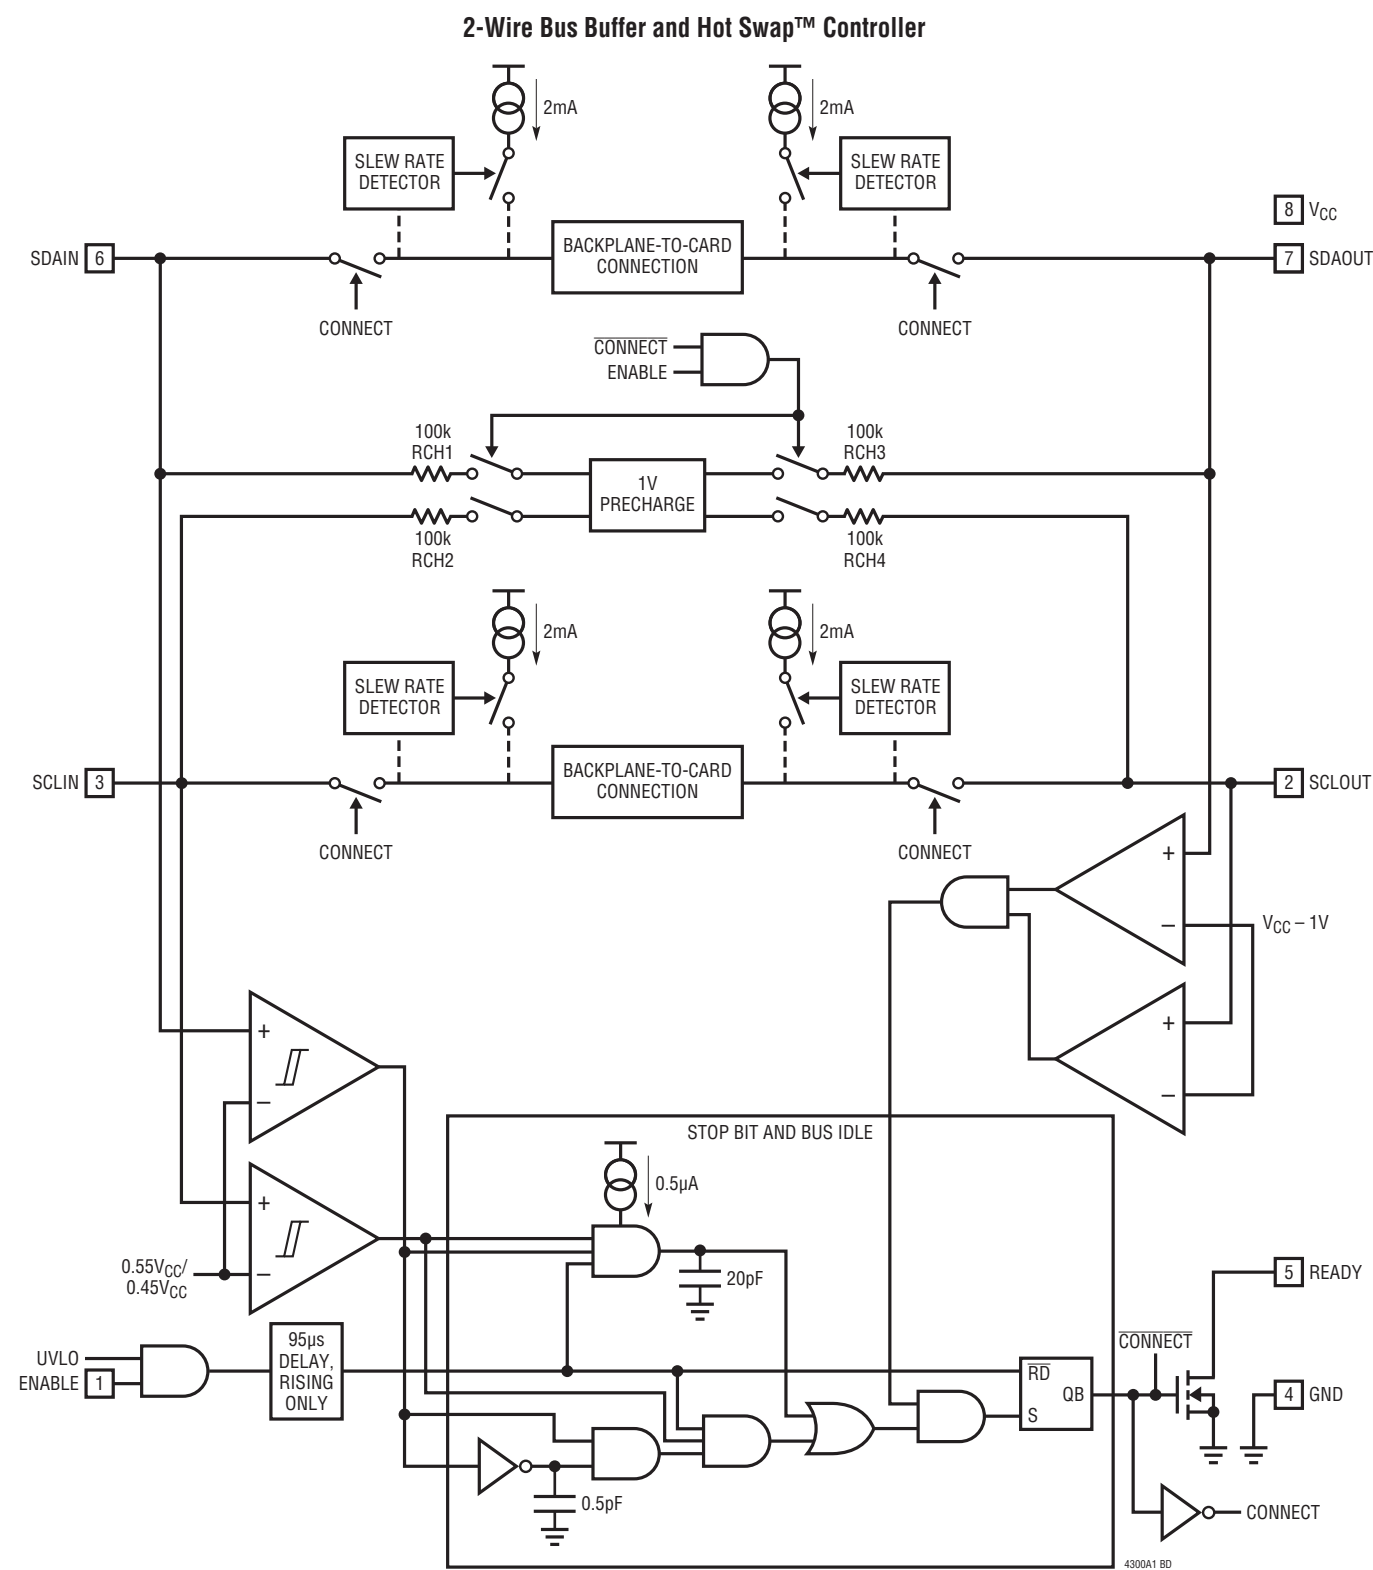 2-Wire Bus Buffer and Hot Swap™ Controller
2mA
2mA
SLEW RATE
DETECTOR
SLEW RATE
DETECTOR
8 VCC
SDAIN 6
BACKPLANE-TO-CARD
CONNECTION
7 SDAOUT
CONNECT
CONNECT
CONNECT
ENABLE
100k
RCH1
100k
RCH3
1V
PRECHARGE
100k
RCH2
100k
RCH4
2mA
2mA
SLEW RATE
DETECTOR
SLEW RATE
DETECTOR
SCLIN 3
BACKPLANE-TO-CARD
CONNECTION
2 SCLOUT
CONNECT
CONNECT
+
–
VCC – 1V
+
–
+
–
STOP BIT AND BUS IDLE
0.5µA
+
–
0.55VCC/
0.45VCC
20pF
5 READY
UVLO
ENABLE 1
95µs
DELAY,
RISING
ONLY
CONNECT
RD
QB
S
4 GND
0.5pF
CONNECT
4300A1 BD